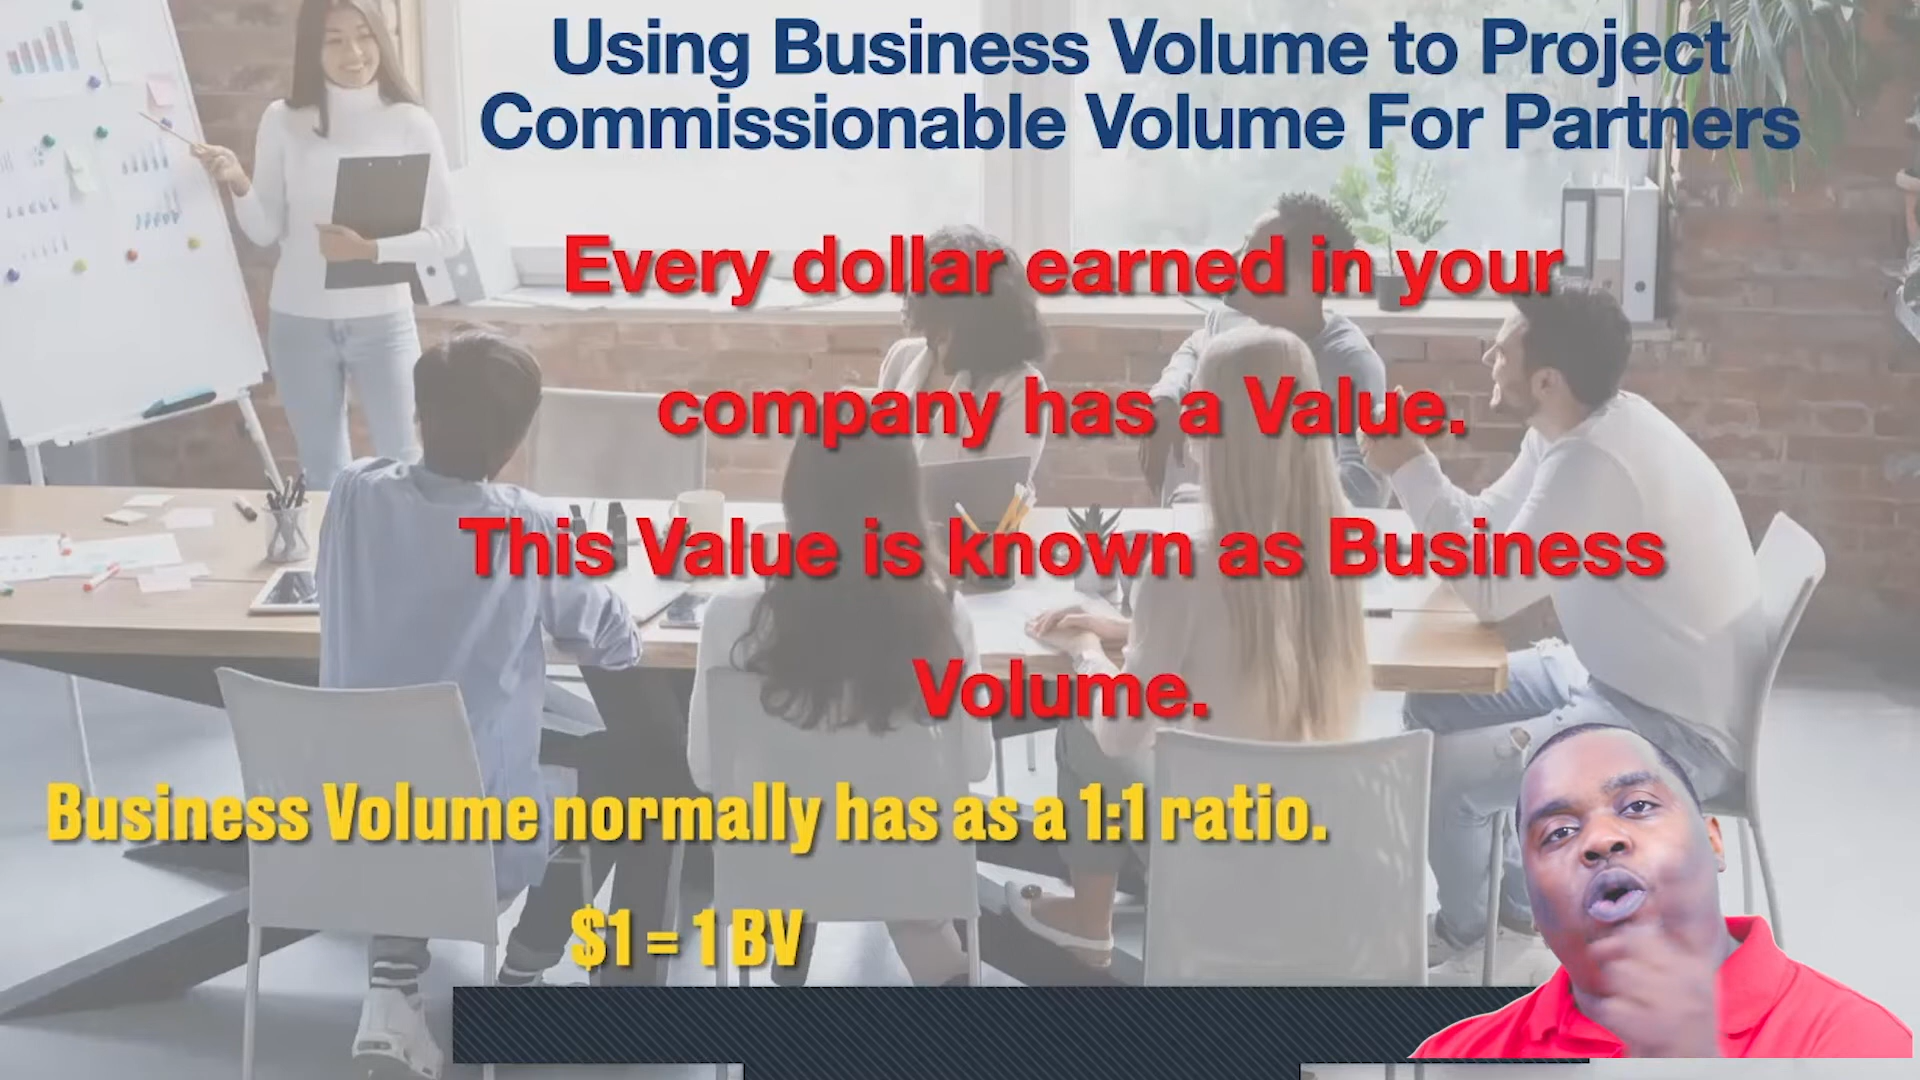 Using Business Volume to Project
Commissionable Volume For Partners
Every dollar earned in your
company has a Value.
This Value is known as Business
Volume.
Business Volume normally has as a 1:1 ratio.
$1 = 1 BV